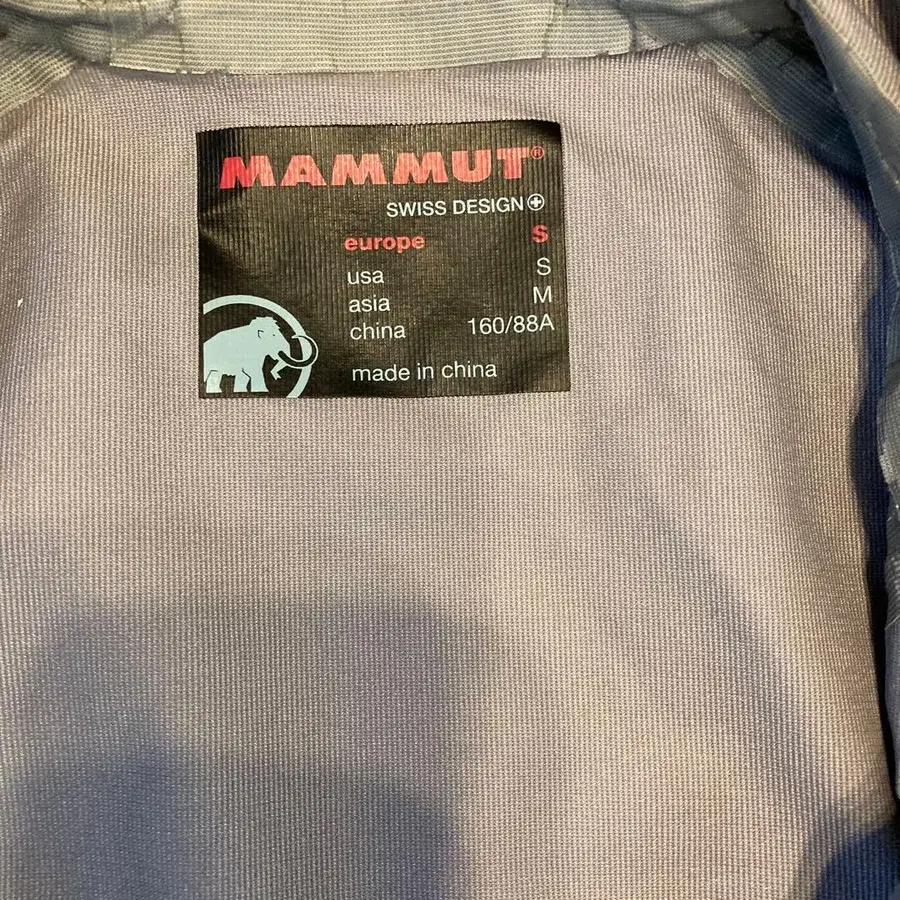 MAMMUT®
SWISS DESIGN
europe S
usa S
asia M
china 160/88A
made in china